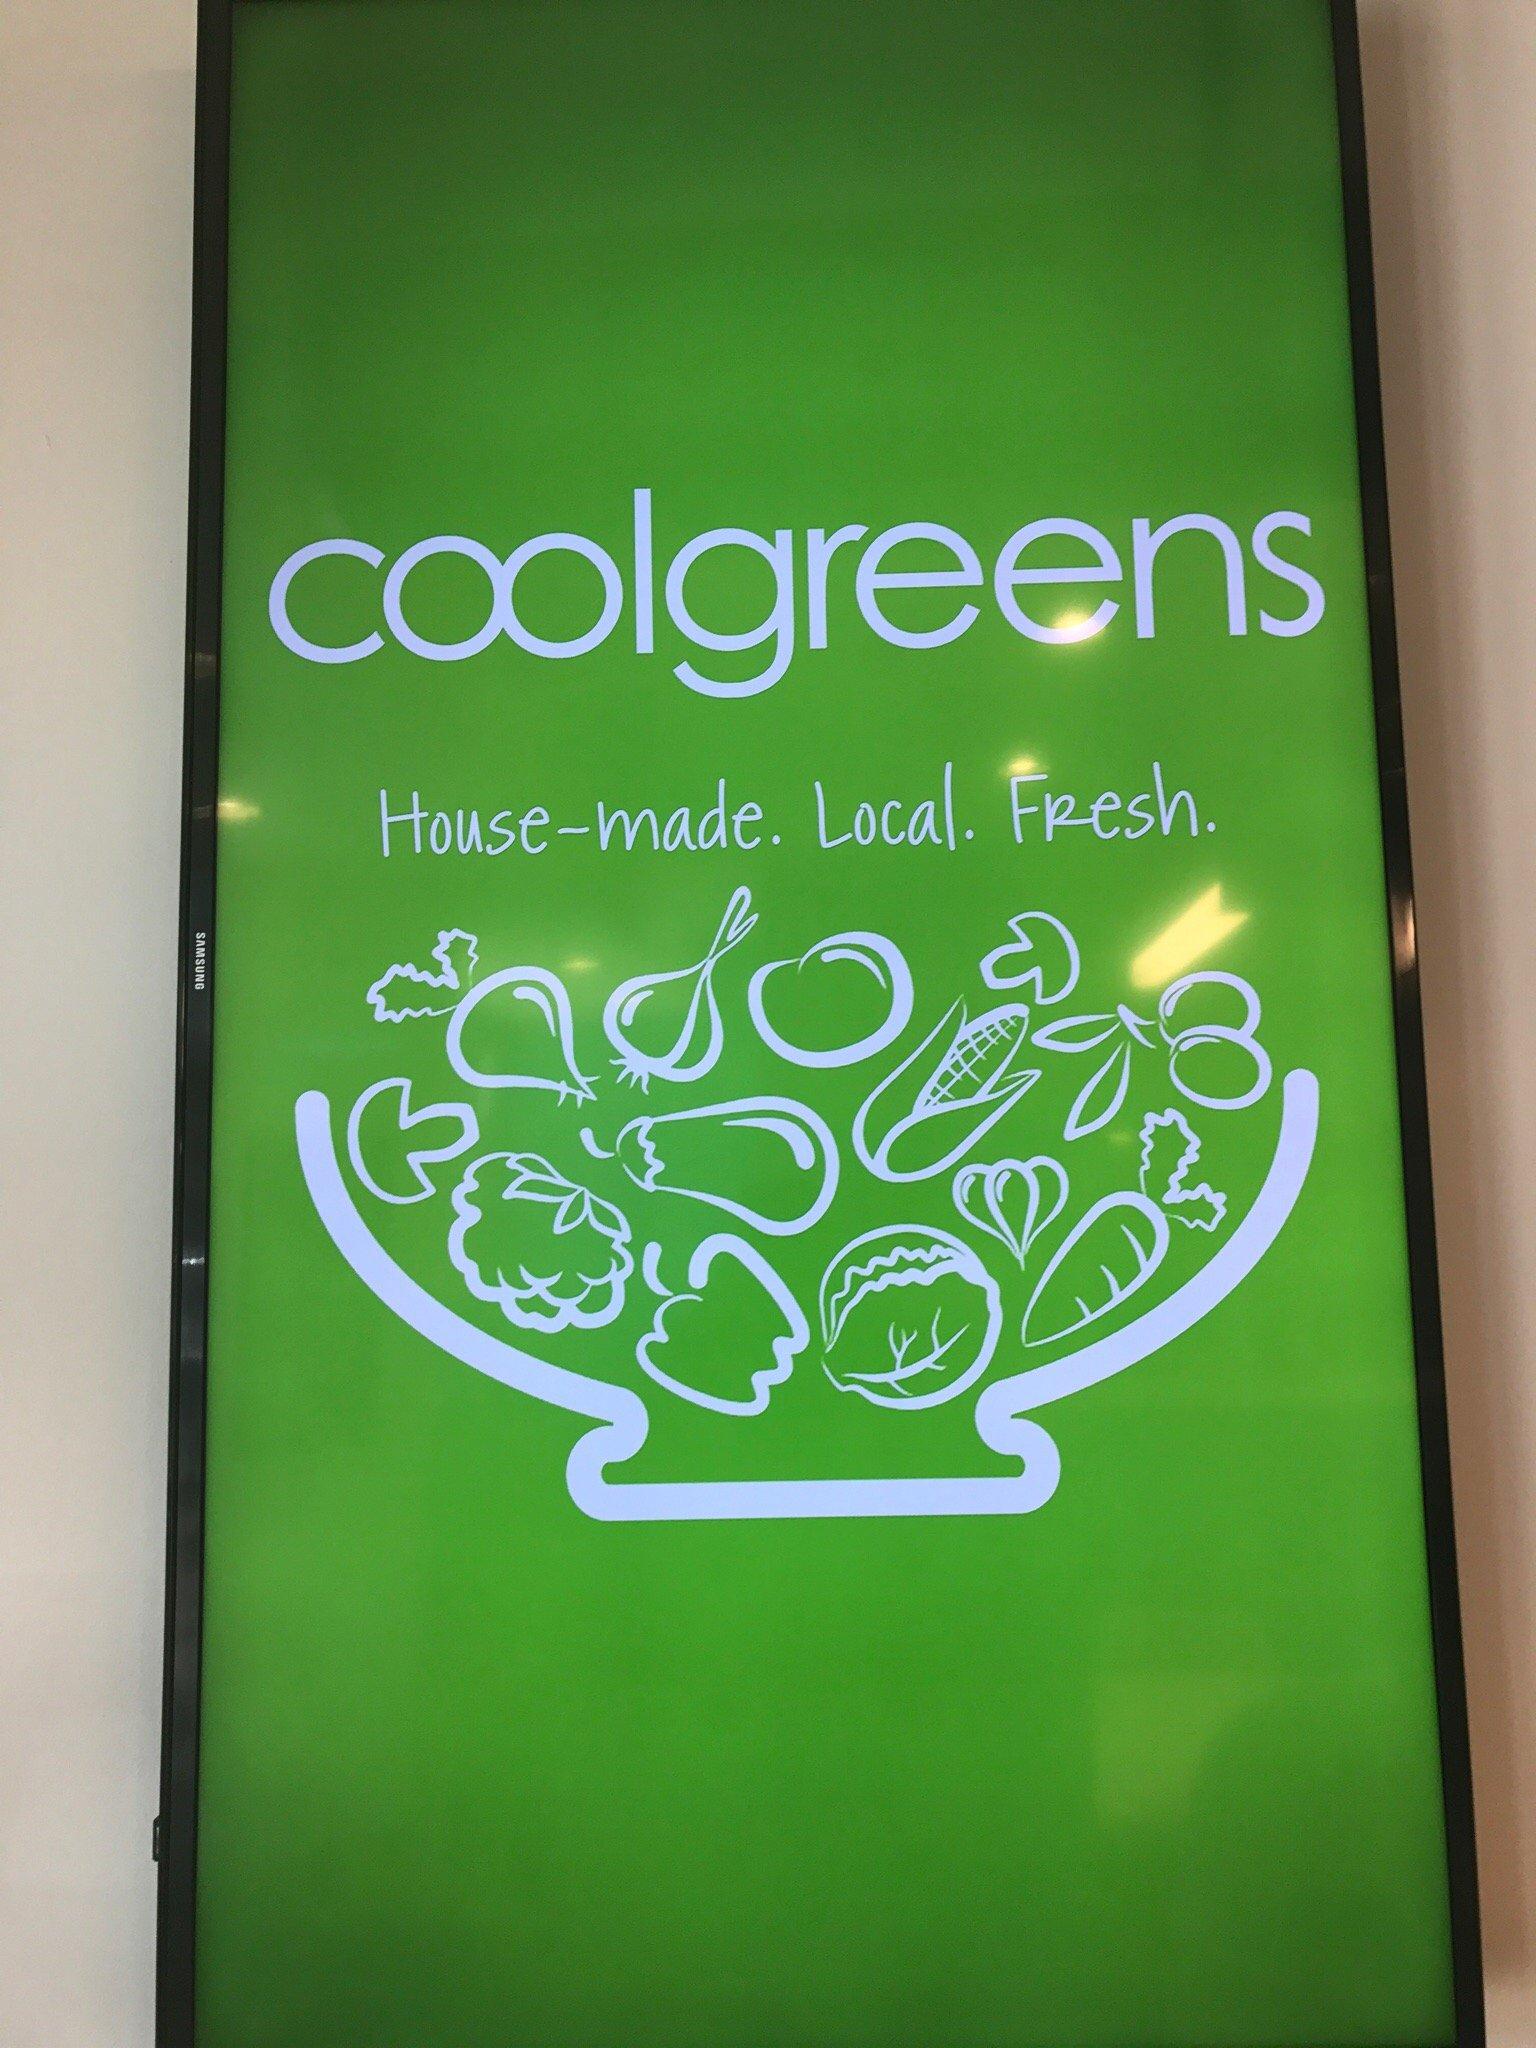 coolgreens
House-made. Local. Fresh.
SAMSUNG